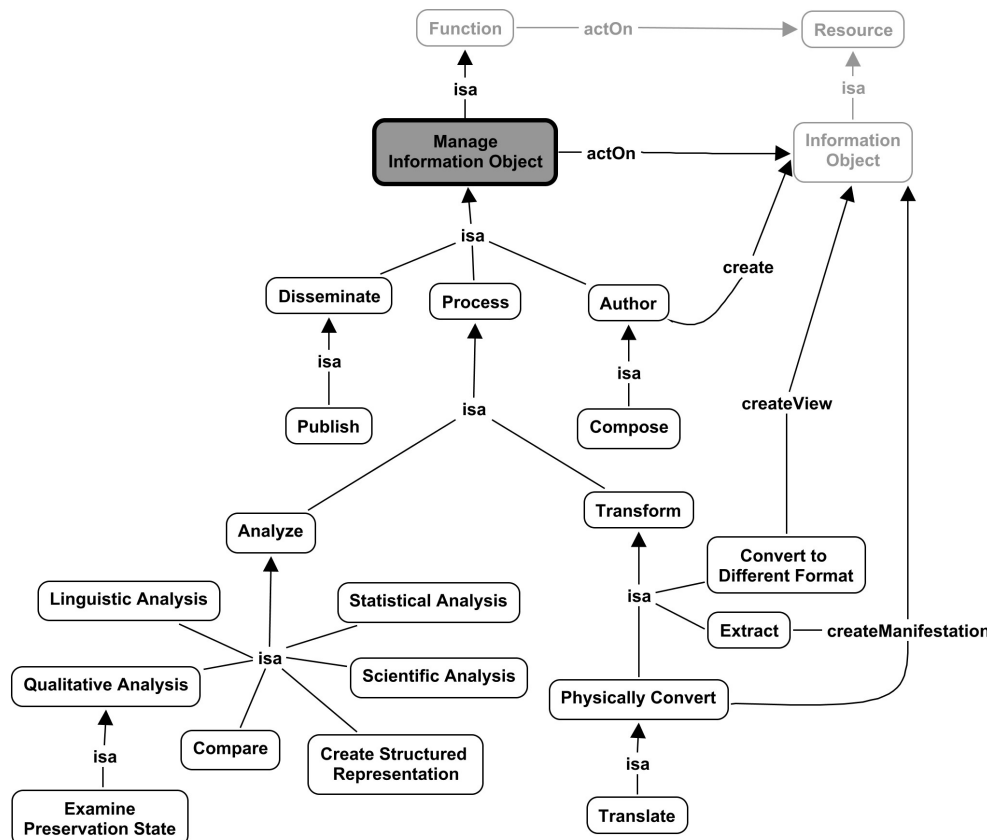 Function
actOn
Resource
isa
isa
Manage
Information Object
actOn
Information
Object
isa
create
Disseminate
Process
Author
isa
isa
createView
Publish
isa
Compose
Analyze
Transform
Convert to
Different Format
Linguistic Analysis
Statistical Analysis
isa
Extract
createManifestation
isa
Qualitative Analysis
Scientific Analysis
Physically Convert
Compare
Create Structured
Representation
isa
isa
Examine
Preservation State
Translate